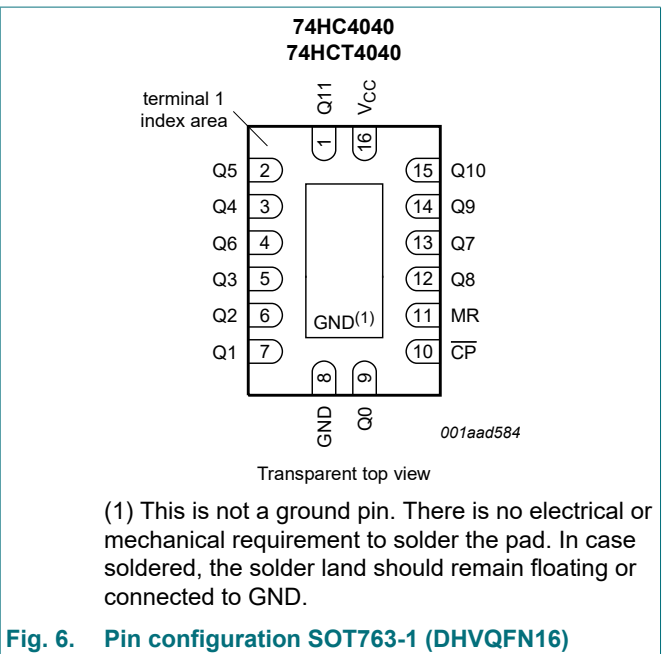 74HC4040
74HCT4040
terminal 1
index area
Q11
VCC
1
16
Q5 2
15 Q10
Q4 3
14 Q9
Q6 4
13 Q7
Q3 5
12 Q8
Q2 6
GND(1)
11 MR
Q1 7
10 CP
8
9
GND
Q0
001aad584
Transparent top view
(1) This is not a ground pin. There is no electrical or
mechanical requirement to solder the pad. In case
soldered, the solder land should remain floating or
connected to GND.
Fig. 6. Pin configuration SOT763-1 (DHVQFN16)